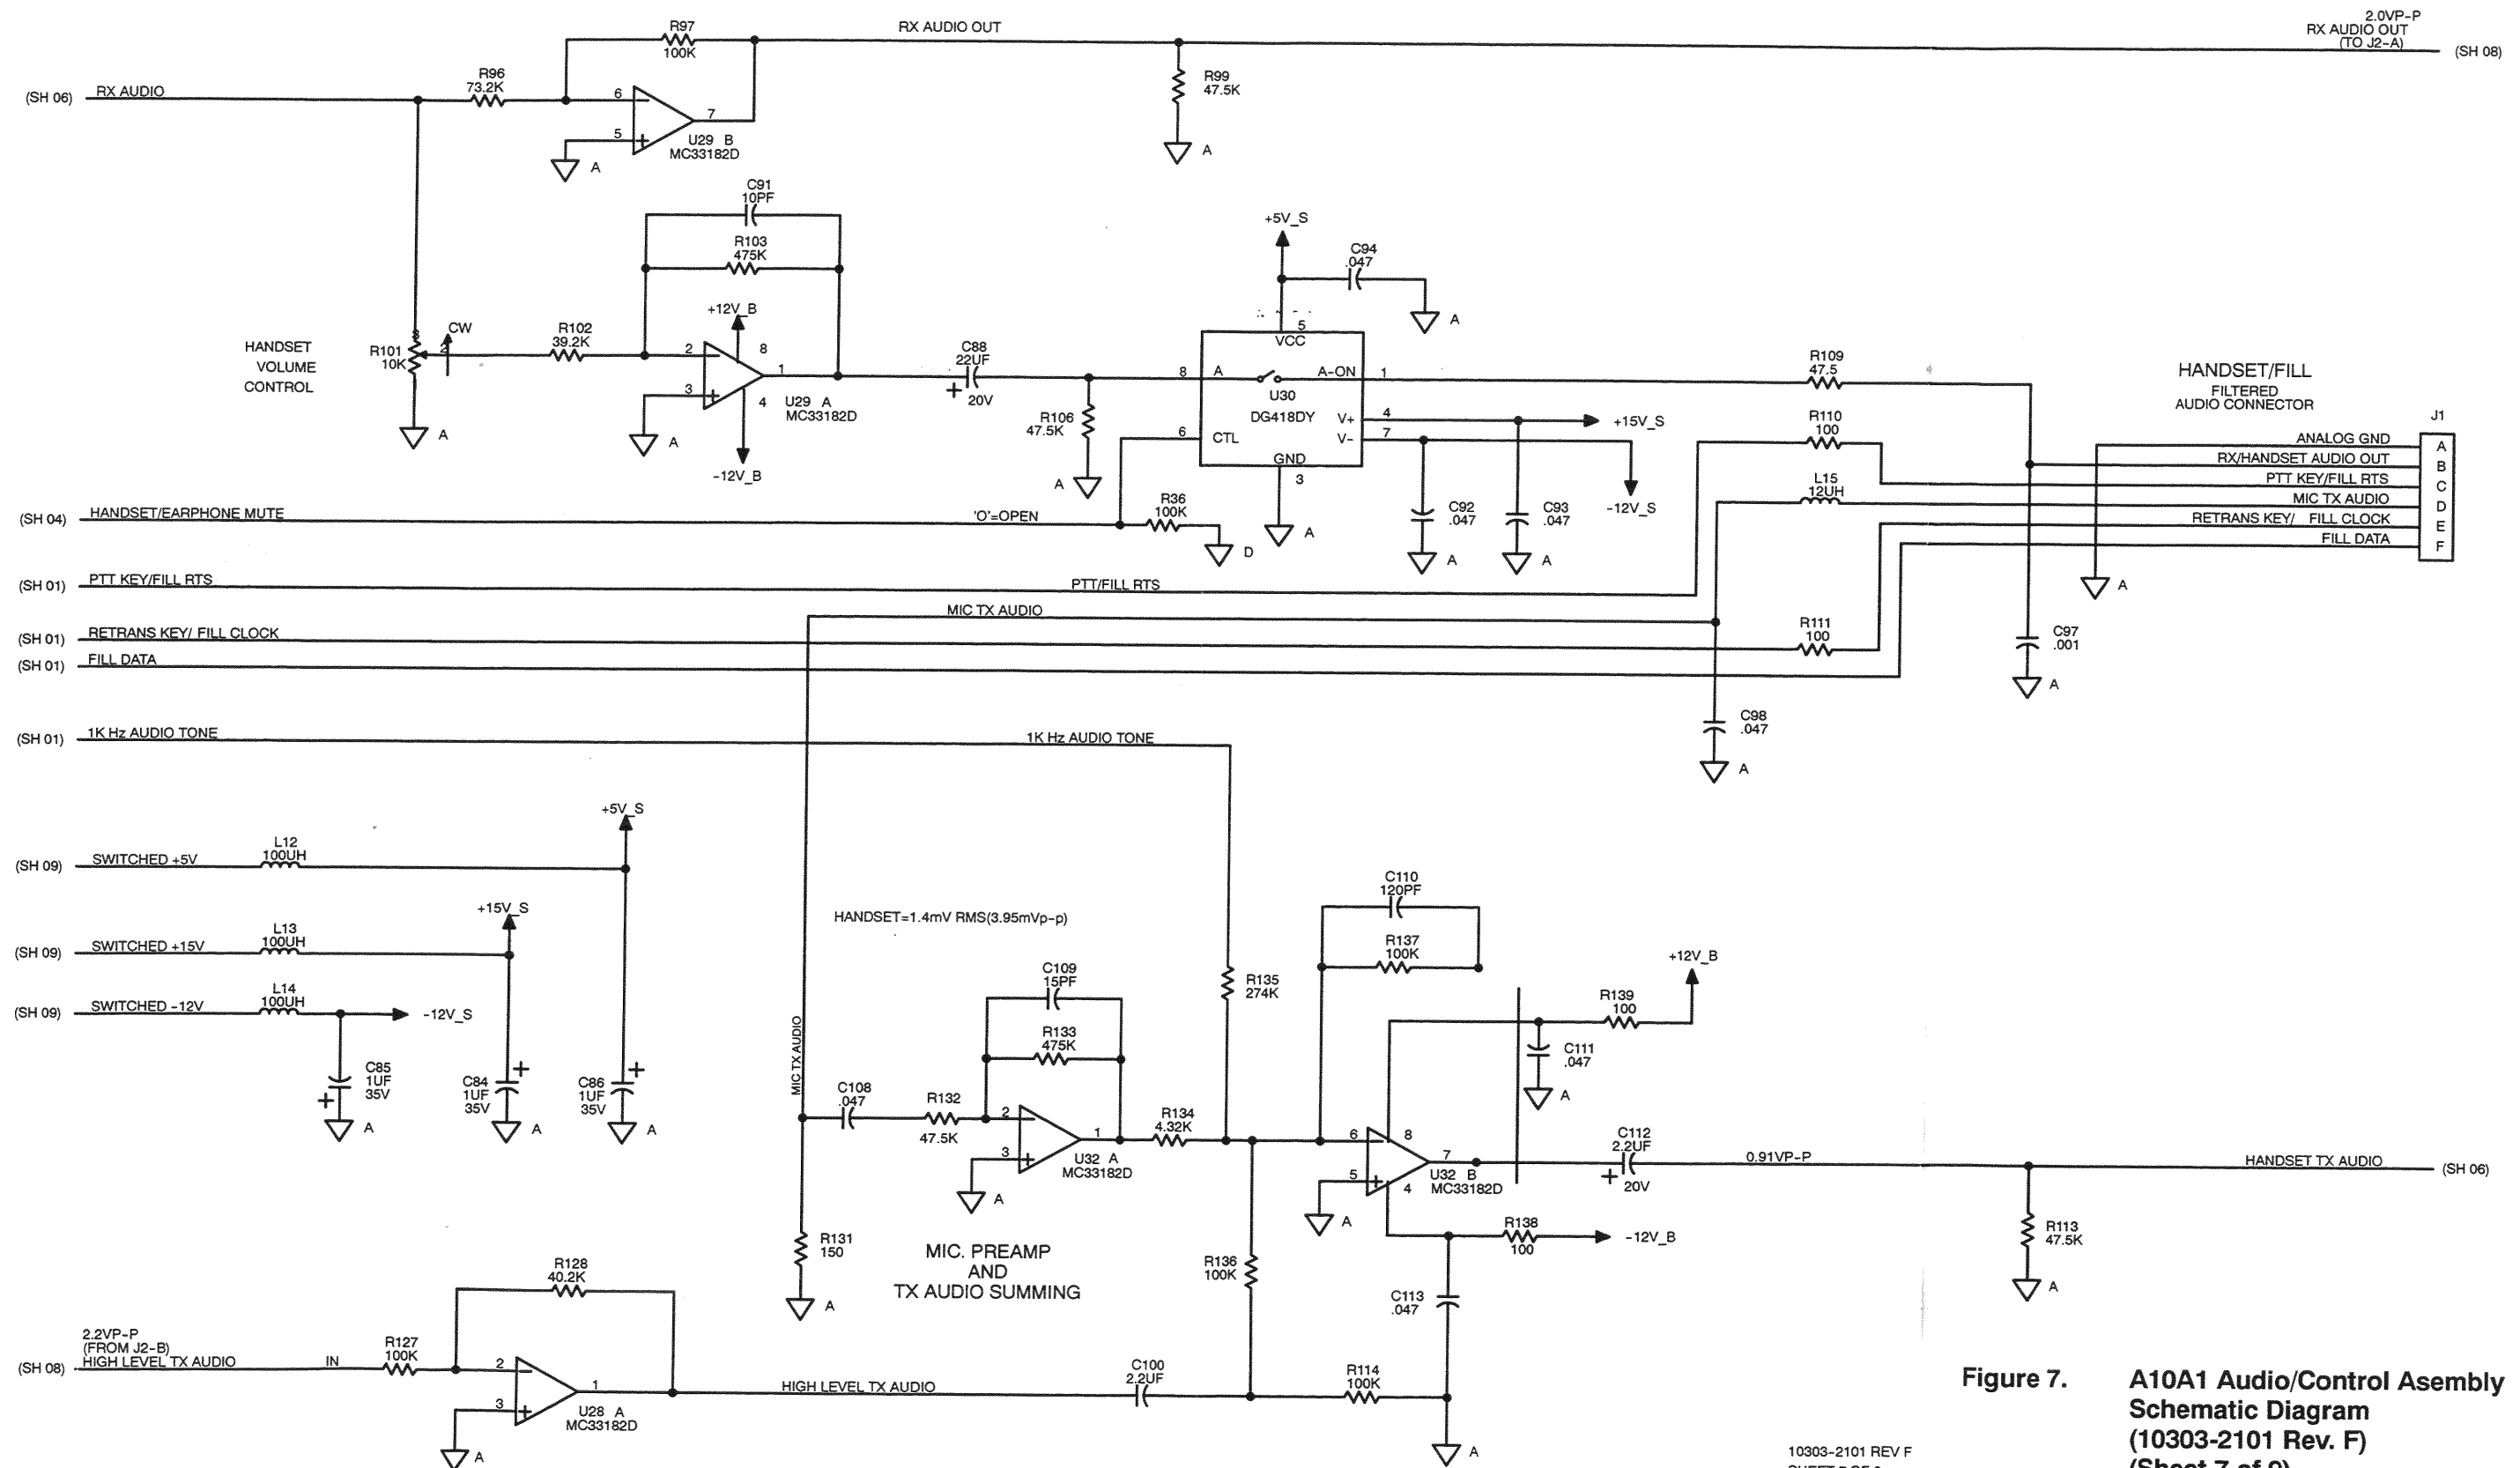 2.0VP-P
RX AUDIO OUT
(TO J2-A)
(SH 08)
R97
100K
RX AUDIO OUT
R96
73.2K
(SH 06)
RX AUDIO
6
5
7
U29 B
MC33182D
A
R99
47.5K
A
C91
10PF
R103
475K
+12V_B
HANDSET
VOLUME
CONTROL
R101
10K
3
2
CW
A
R102
39.2K
2
3
8
1
4
U29 A
MC33182D
A
-12V_B
C88
22UF
+
20V
R106
47.5K
A
+5V_S
C94
.047
A
5
VCC
8
A
A-ON
1
U30
DG418DY
V+
4
+15V_S
V-
7
6
CTL
GND
3
A
-12V_S
C92
.047
A
C93
.047
A
R109
47.5
R110
100
L15
12UH
HANDSET/FILL
FILTERED
AUDIO CONNECTOR
J1
ANALOG GND
A
RX/HANDSET AUDIO OUT
B
PTT KEY/FILL RTS
C
MIC TX AUDIO
D
RETRANS KEY/ FILL CLOCK
E
FILL DATA
F
A
(SH 04)
HANDSET/EARPHONE MUTE
'O'=OPEN
R36
100K
D
(SH 01)
PTT KEY/FILL RTS
PTT/FILL RTS
MIC TX AUDIO
(SH 01)
RETRANS KEY/ FILL CLOCK
R111
100
(SH 01)
FILL DATA
C97
.001
A
C98
.047
A
(SH 01)
1K Hz AUDIO TONE
1K Hz AUDIO TONE
+5V_S
(SH 09)
SWITCHED +5V
L12
100UH
+15V_S
(SH 09)
SWITCHED +15V
L13
100UH
(SH 09)
SWITCHED -12V
L14
100UH
-12V_S
C85
1UF
35V
+
A
C84
1UF
35V
+
A
C86
1UF
35V
+
A
HANDSET=1.4mV RMS(3.95mVp-p)
MIC TX AUDIO
C109
15PF
R133
475K
C108
.047
R132
47.5K
2
3
1
U32 A
MC33182D
A
R134
4.32K
R135
274K
C110
120PF
R137
100K
+12V_B
R139
100
C111
.047
A
6
8
5
7
4
U32 B
MC33182D
A
C112
2.2UF
+
20V
0.91VP-P
HANDSET TX AUDIO
(SH 06)
R113
47.5K
A
R138
100
-12V_B
R131
150
A
MIC. PREAMP
AND
TX AUDIO SUMMING
R136
100K
C113
.047
R128
40.2K
2.2VP-P
(FROM J2-B)
(SH 08)
HIGH LEVEL TX AUDIO
IN
R127
100K
2
3
1
U28 A
MC33182D
A
HIGH LEVEL TX AUDIO
C100
2.2UF
R114
100K
A
10303-2101 REV F
Figure 7.
A10A1 Audio/Control Asembly
Schematic Diagram
(10303-2101 Rev. F)
(Sheet 7 of 9)